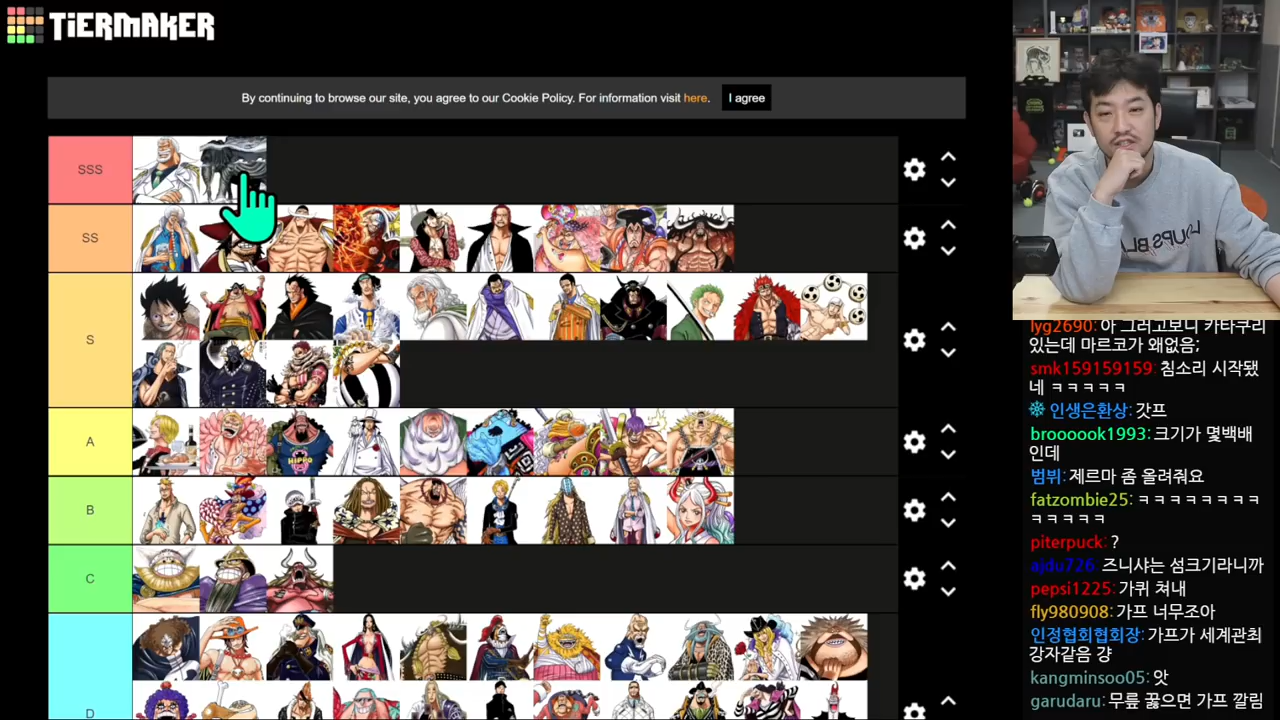 TIERMAKER
By continuing to browse our site, you agree to our Cookie Policy. For information visit here. I agree
SSS
SS
S
A
B
C
D
HIPPO
lyg2690: 아 그러고보니 카타쿠리
있는데 마르코가 왜없음;
smk159159159: 침소리 시작됐
네 ㅋㅋㅋㅋㅋ
인생은환상: 갓프
broooook1993: 크기가 몇백배
인데
범뷔: 제르마 좀 올려줘요
fatzombie25: ㅋㅋㅋㅋㅋㅋㅋㅋ
ㅋㅋㅋㅋㅋ
piterpuck: ?
ajdu726: 즈니샤는 섬크기라니까
pepsi1225: 가퀴 쳐내
fly980908: 가프 너무조아
인정협회협회장: 가프가 세계관최
강자같음 걍
kangminsoo05: 앗
garudaru: 무릎 꿇으면 가프 깔림